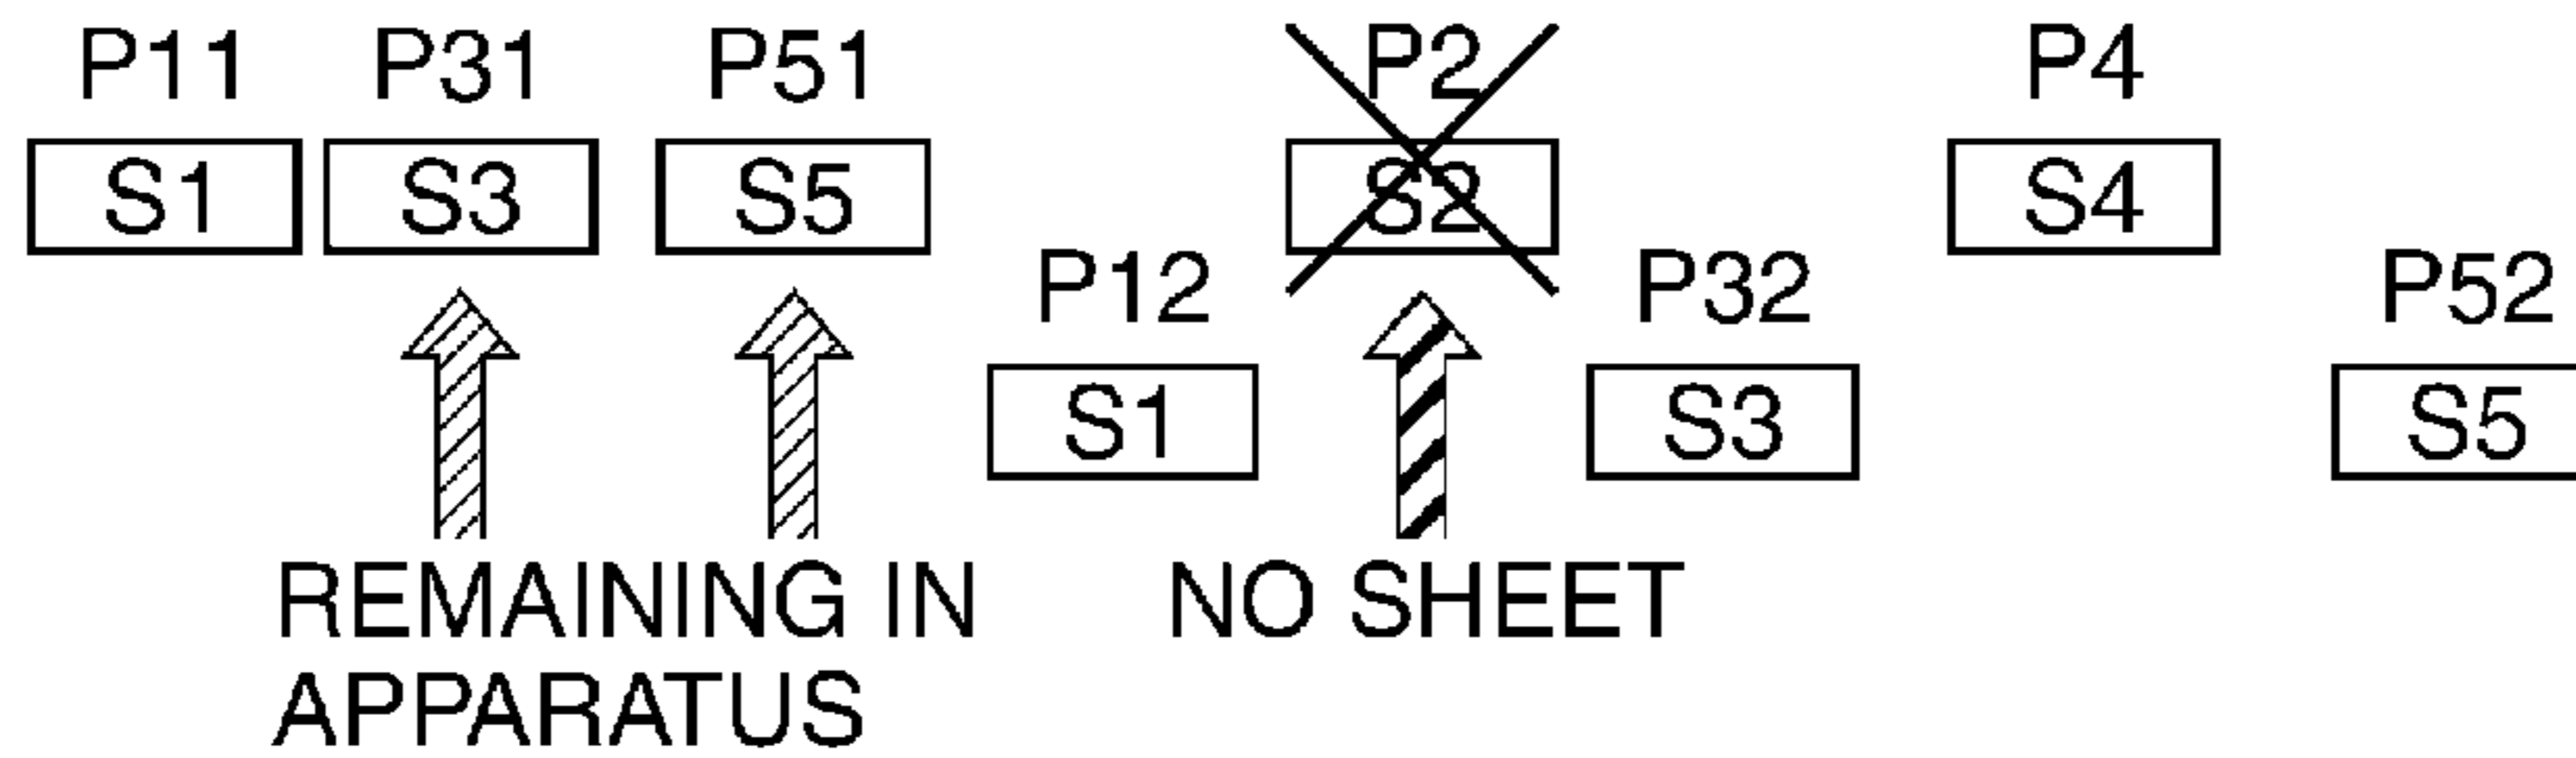 P11 P31 P51 P2 P4
S1 S3 S5 S2 S4
P12 P32 P52
S1 S3 S5
REMAINING IN NO SHEET
APPARATUS